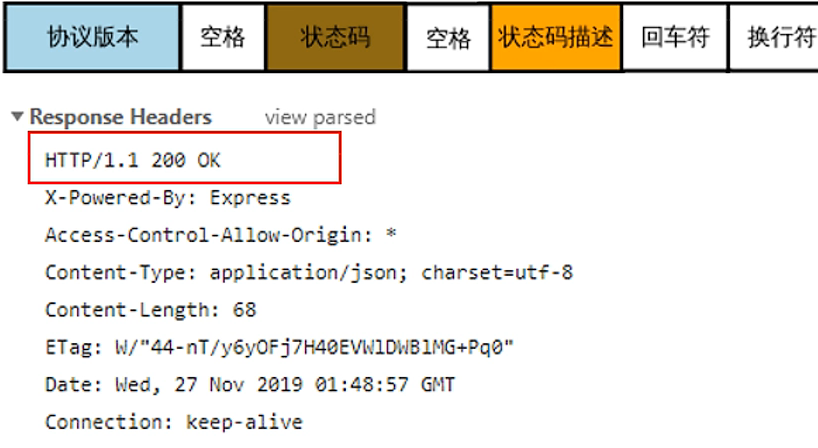 协议版本 空格 状态码 空格 状态码描述 回车符 换行符
Response Headers view parsed
HTTP/1.1 200 OK
X-Powered-By: Express
Access-Control-Allow-Origin: *
Content-Type: application/json; charset=utf-8
Content-Length: 68
ETag: W/"44-nT/y6yOFj7H40EVWlDWBlMG+Pq0"
Date: Wed, 27 Nov 2019 01:48:57 GMT
Connection: keep-alive